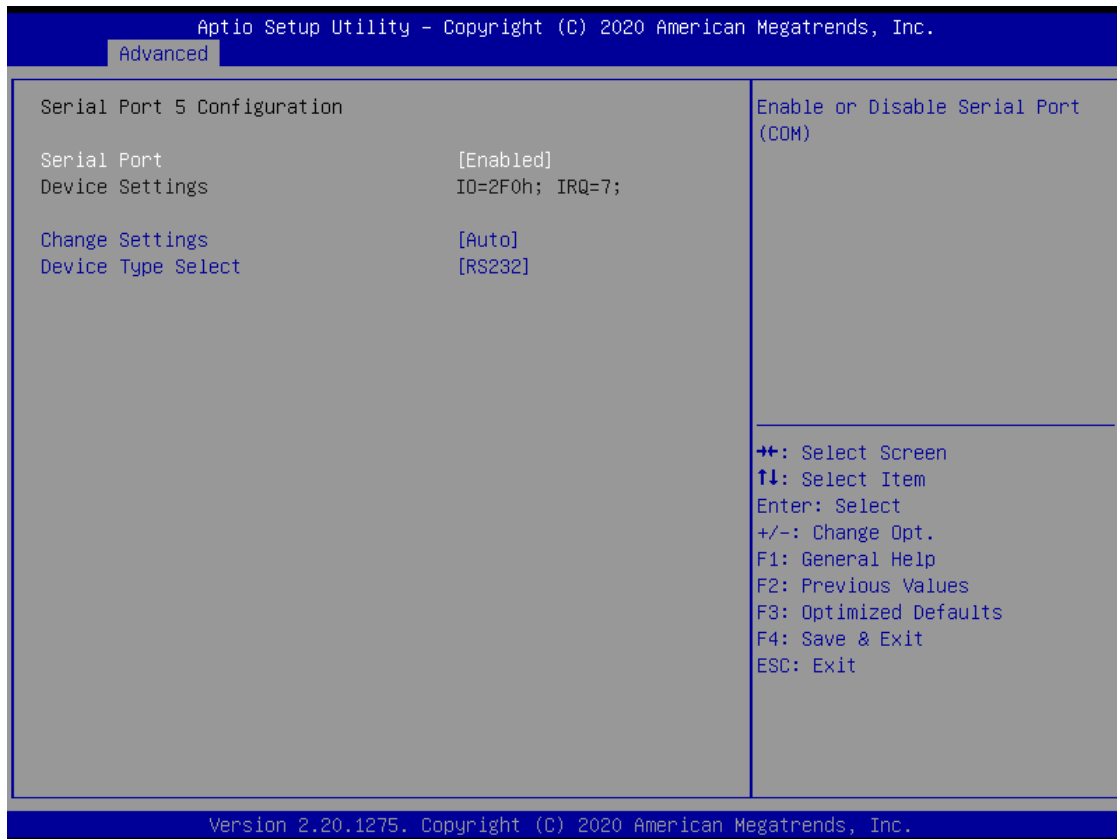 Aptio Setup Utility – Copyright (C) 2020 American Megatrends, Inc.
Advanced
Serial Port 5 Configuration
Serial Port [Enabled]
Device Settings IO=2F0h; IRQ=7;
Change Settings [Auto]
Device Type Select [RS232]
Enable or Disable Serial Port
(COM)
→←: Select Screen
↑↓: Select Item
Enter: Select
+/-: Change Opt.
F1: General Help
F2: Previous Values
F3: Optimized Defaults
F4: Save & Exit
ESC: Exit
Version 2.20.1275. Copyright (C) 2020 American Megatrends, Inc.